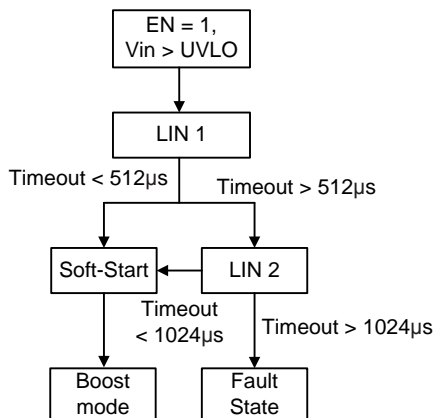 EN = 1,
Vin > UVLO
LIN 1
Timeout < 512µs
Timeout > 512µs
Soft-Start
LIN 2
Timeout
< 1024µs
Timeout > 1024µs
Boost
mode
Fault
State